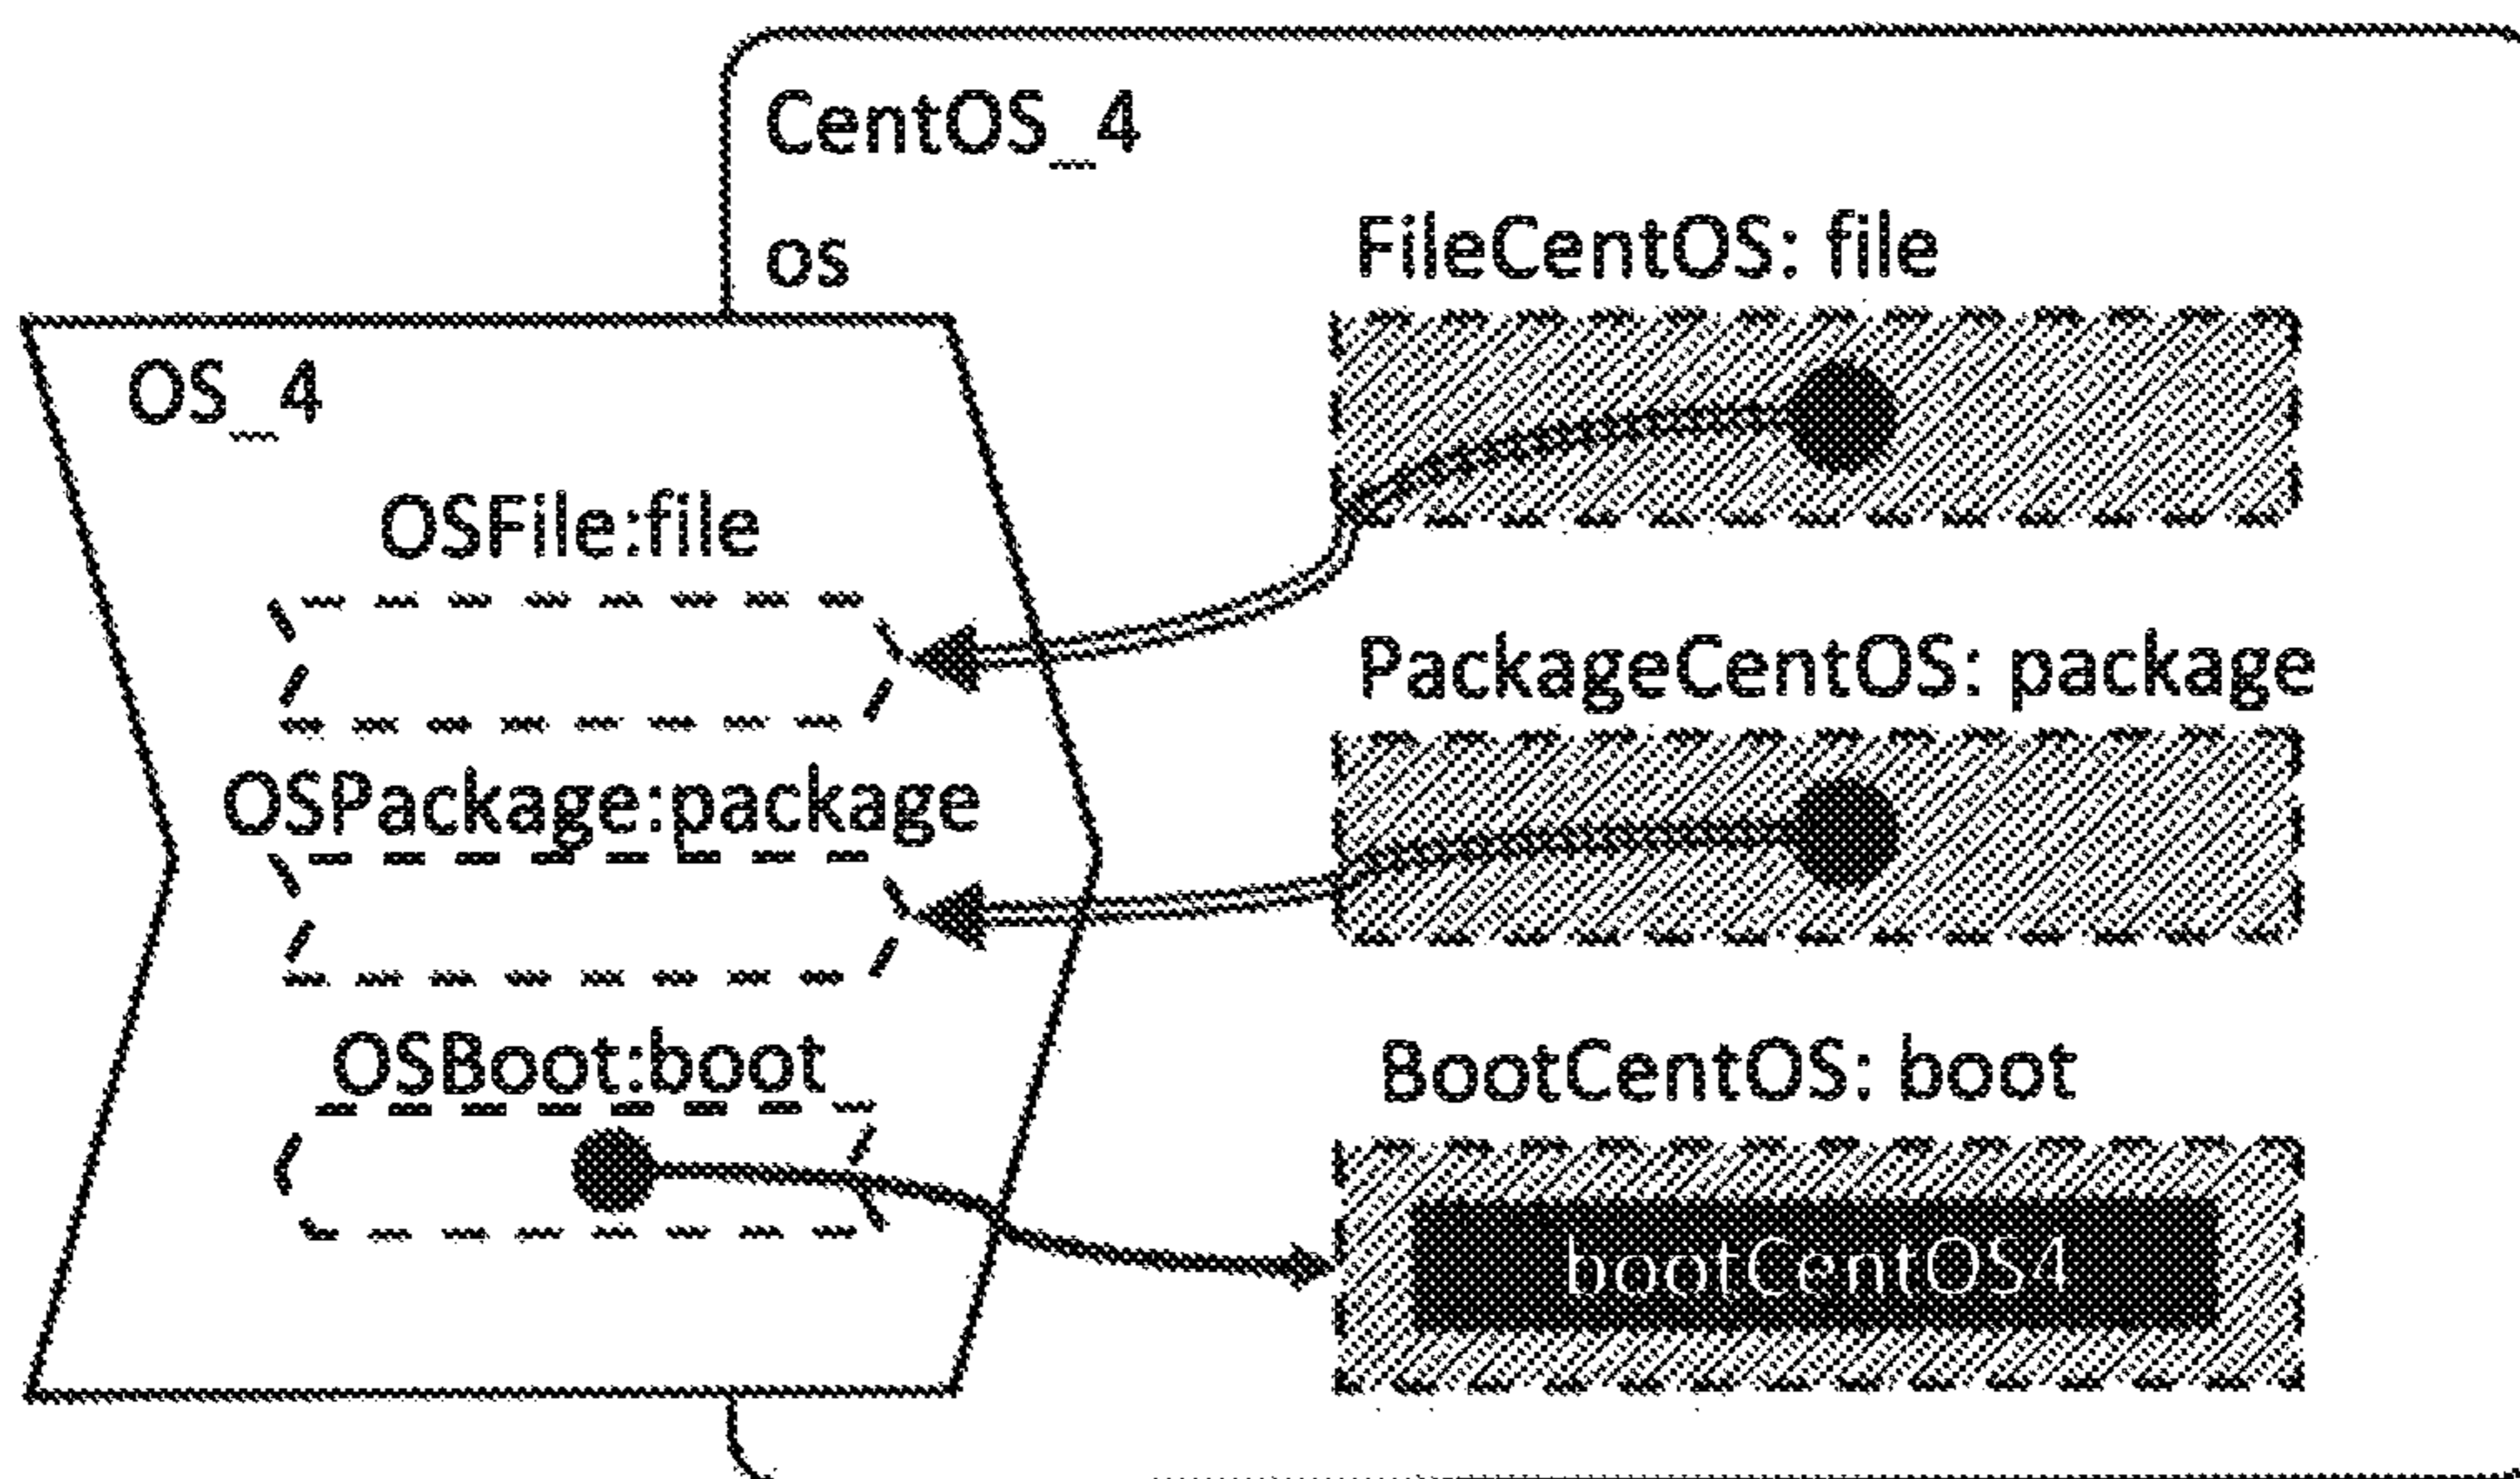 CentOS_4
os
OS_4
OSFile:file
OSPackage:package
OSBoot:boot
FileCentOS: file
PackageCentOS: package
BootCentOS: boot
bootCentOS4